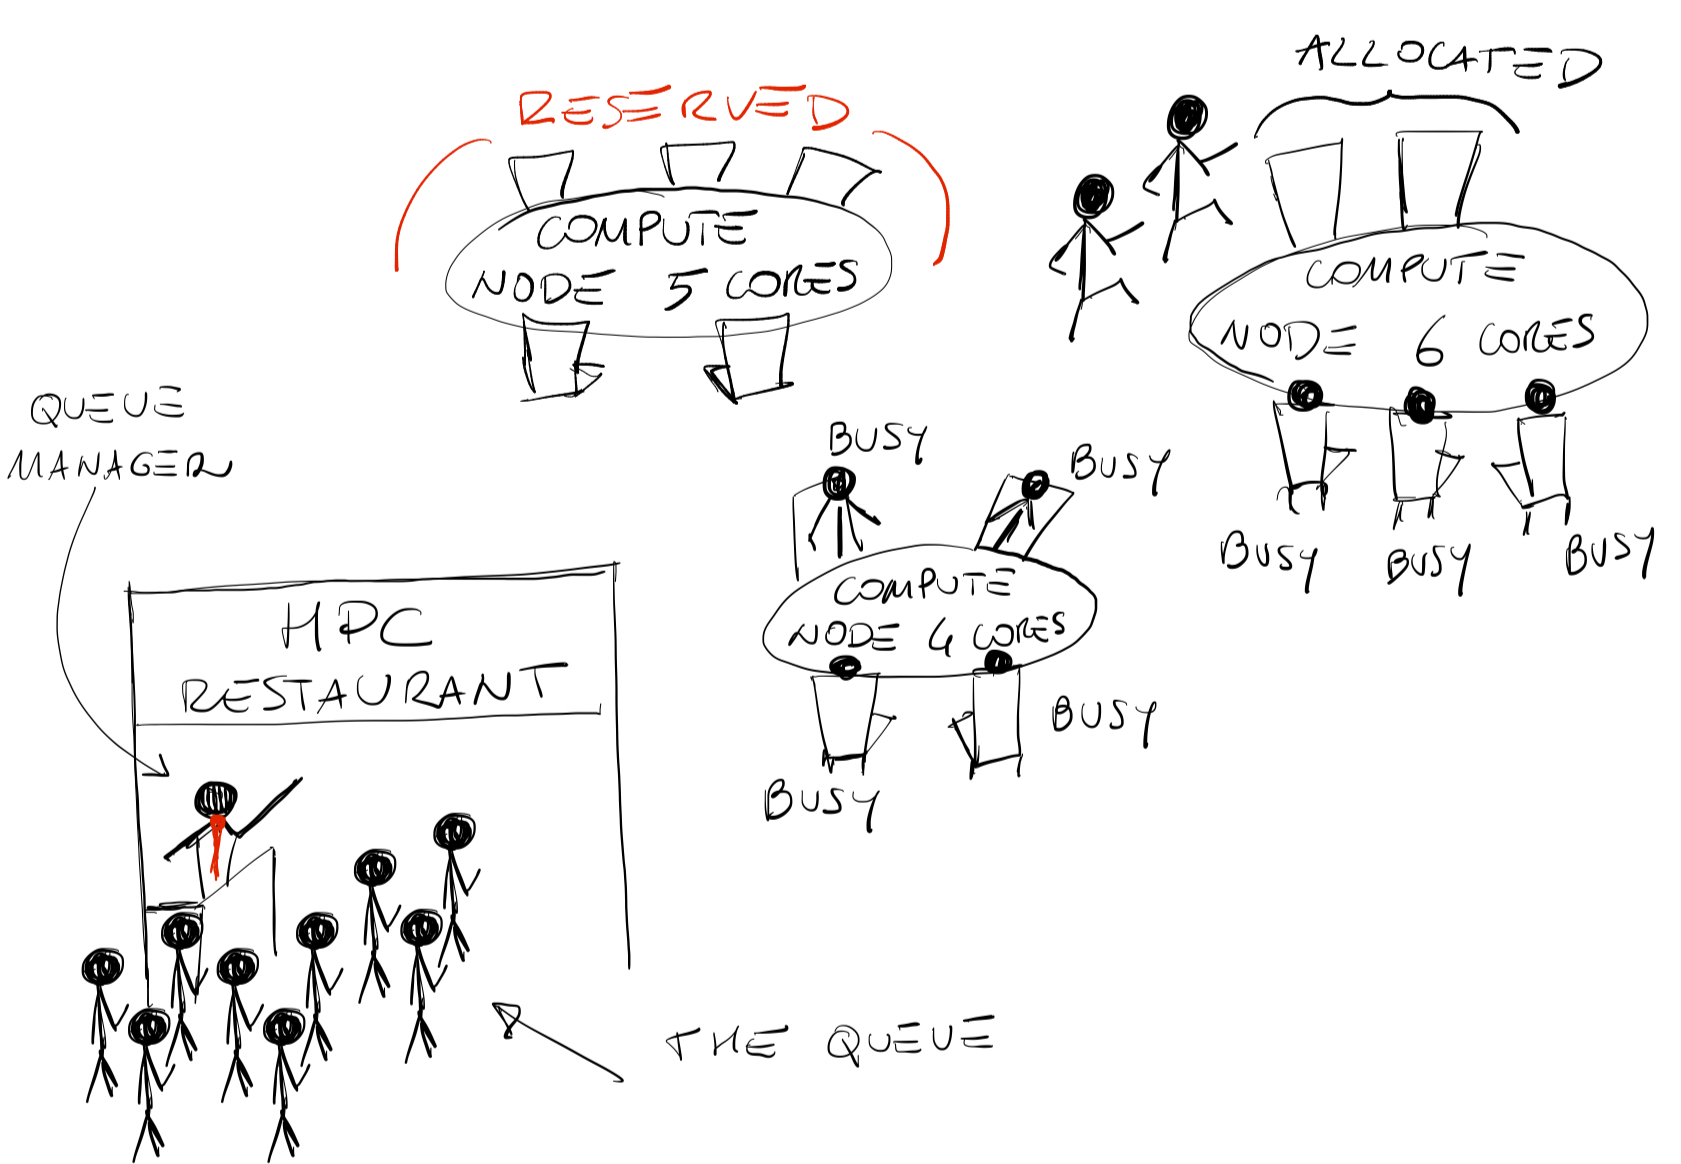 ALLOCATED
RESERVED
COMPUTE
NODE 5 CORES
COMPUTE
NODE 6 CORES
QUEUE
MANAGER
BUSY
BUSY
BUSY
BUSY
BUSY
COMPUTE
NODE 4 CORES
HPC
RESTAURANT
BUSY
BUSY
THE QUEUE